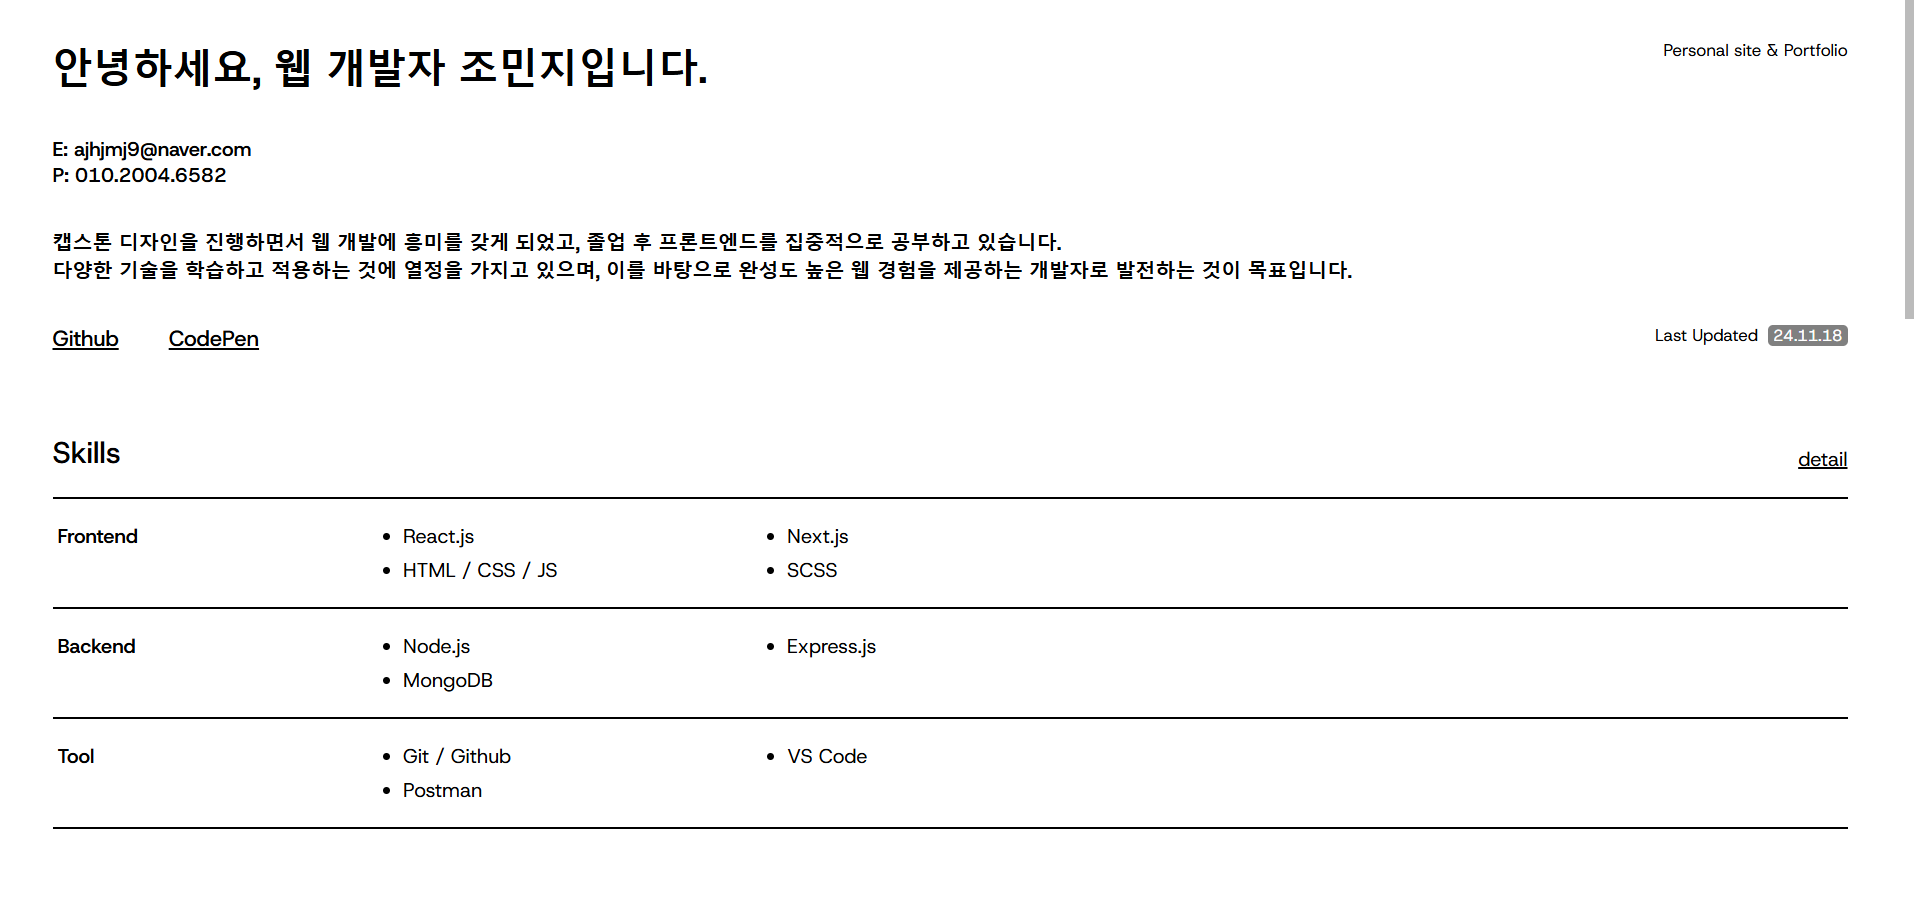 안녕하세요, 웹 개발자 조민지입니다.
Personal site & Portfolio
E: ajhjmj9@naver.com
P: 010.2004.6582
캡스톤 디자인을 진행하면서 웹 개발에 흥미를 갖게 되었고, 졸업 후 프론트엔드를 집중적으로 공부하고 있습니다.
다양한 기술을 학습하고 적용하는 것에 열정을 가지고 있으며, 이를 바탕으로 완성도 높은 웹 경험을 제공하는 개발자로 발전하는 것이 목표입니다.
Github CodePen
Last Updated 24.11.18
Skills
detail
Frontend
• React.js • Next.js
• HTML / CSS / JS • SCSS
Backend
• Node.js • Express.js
• MongoDB
Tool
• Git / Github • VS Code
• Postman